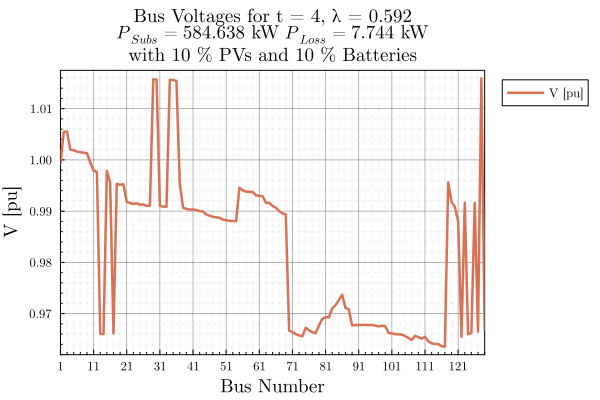 Bus Voltages for t = 4, λ = 0.592
P_Subs = 584.638 kW P_Loss = 7.744 kW
with 10 % PVs and 10 % Batteries
V [pu]
1.01
1.00
0.99
0.98
0.97
V [pu]
1 11 21 31 41 51 61 71 81 91 101 111 121
Bus Number